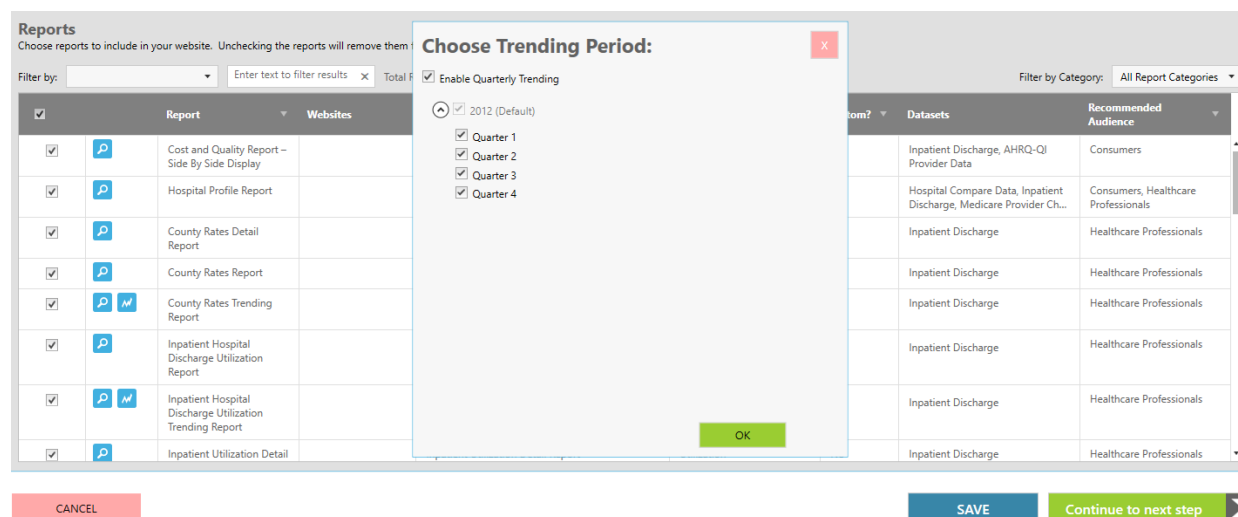 Reports
Choose reports to include in your website. Unchecking the reports will remove them
Filter by:
Enter text to filter results x
Total
Filter by Category: All Report Categories
Choose Trending Period:
X
Enable Quarterly Trending
2012 (Default)
Quarter 1
Quarter 2
Quarter 3
Quarter 4
OK
Report
Websites
Datasets
Recommended
Audience
Cost and Quality Report –
Side By Side Display
Inpatient Discharge, AHRQ-QI
Provider Data
Consumers
Hospital Profile Report
Hospital Compare Data, Inpatient
Discharge, Medicare Provider Ch...
Consumers, Healthcare
Professionals
County Rates Detail
Report
Inpatient Discharge
Healthcare Professionals
County Rates Report
Inpatient Discharge
Healthcare Professionals
County Rates Trending
Report
Inpatient Discharge
Healthcare Professionals
Inpatient Hospital
Discharge Utilization
Report
Inpatient Discharge
Healthcare Professionals
Inpatient Hospital
Discharge Utilization
Trending Report
Inpatient Discharge
Healthcare Professionals
Inpatient Utilization Detail
Inpatient Discharge
Healthcare Professionals
CANCEL
SAVE
Continue to next step